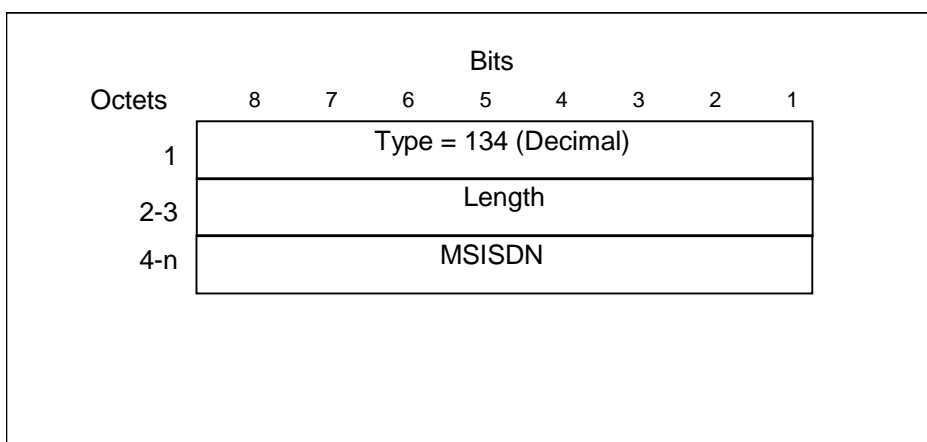 Bits
Octets 8 7 6 5 4 3 2 1
1 Type = 134 (Decimal)
2-3 Length
4-n MSISDN